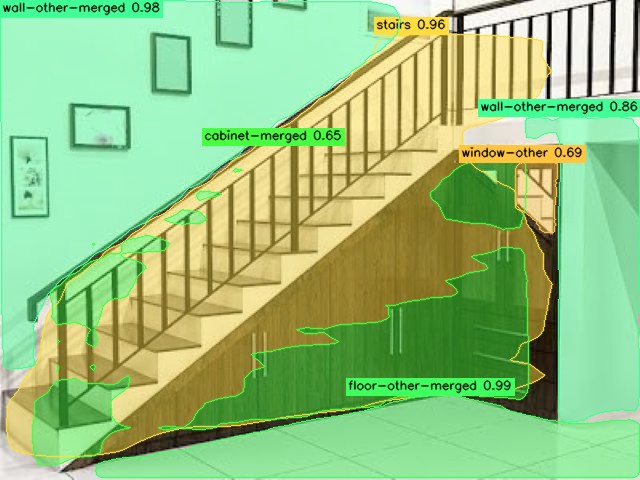 wall-other-merged 0.98
stairs 0.96
wall-other-merged 0.86
cabinet-merged 0.65
window-other 0.69
floor-other-merged 0.99